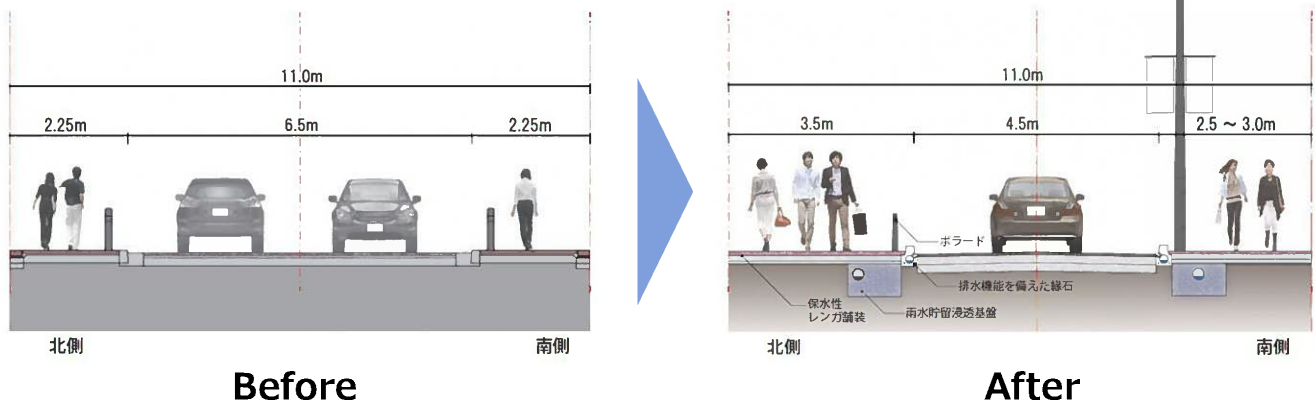 11.0m
2.25m
6.5m
2.25m
北側
南側
Before
11.0m
3.5m
4.5m
2.5 ～ 3.0m
ボラード
排水機能を備えた縁石
保水性
レンガ舗装
雨水貯留浸透基盤
北側
南側
After